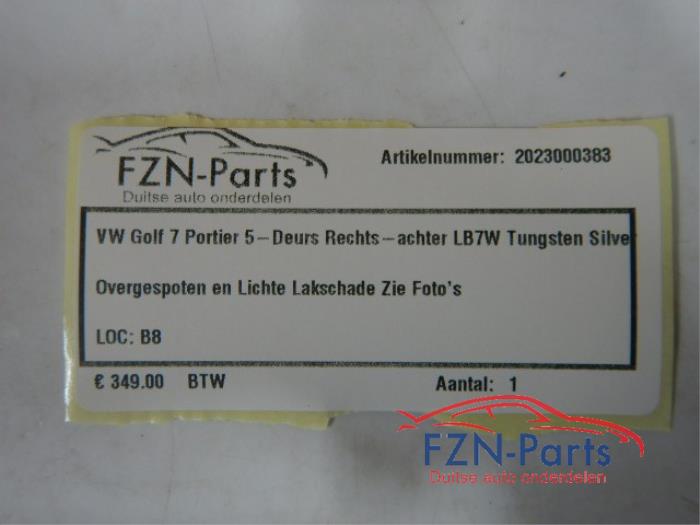 FZN-Parts
Duitse auto onderdelen
Artikelnummer: 2023000383
VW Golf 7 Portier 5-Deurs Rechts-achter LB7W Tungsten Silve
Overgespoten en Lichte Lakschade Zie Foto's
LOC: B8
€ 349.00 BTW Aantal: 1
FZN-Parts
Duitse auto onderdelen